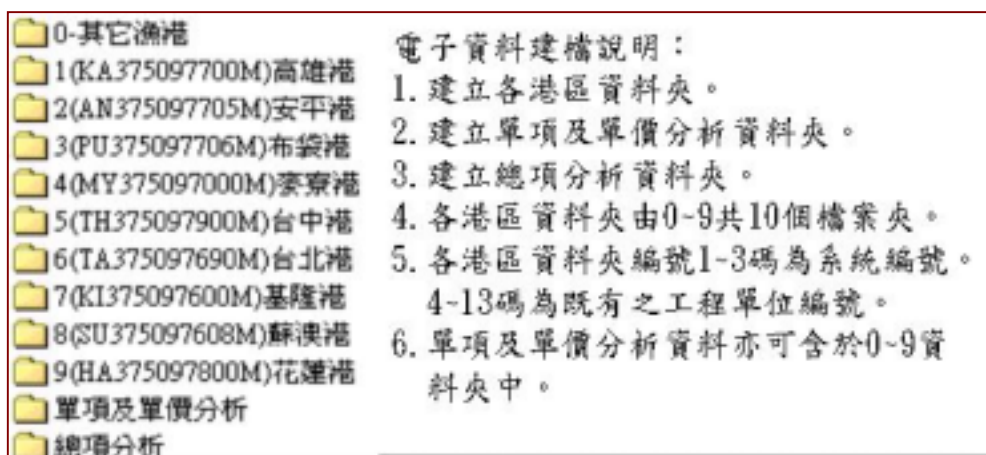 0-其它漁港
1(KA375097700M)高雄港
2(AN375097705M)安平港
3(PU375097706M)布袋港
4(MY375097000M)麥寮港
5(TH375097900M)台中港
6(TA375097690M)台北港
7(KI375097600M)基隆港
8(SU375097608M)蘇澳港
9(HA375097800M)花蓮港
單項及單價分析
總項分析
電子資料建檔說明：
1. 建立各港區資料夾。
2. 建立單項及單價分析資料夾。
3. 建立總項分析資料夾。
4. 各港區資料夾由0~9共10個檔案夾。
5. 各港區資料夾編號1~3碼為系統編號。
4~13碼為既有之工程單位編號。
6. 單項及單價分析資料亦可含於0~9資
料夾中。